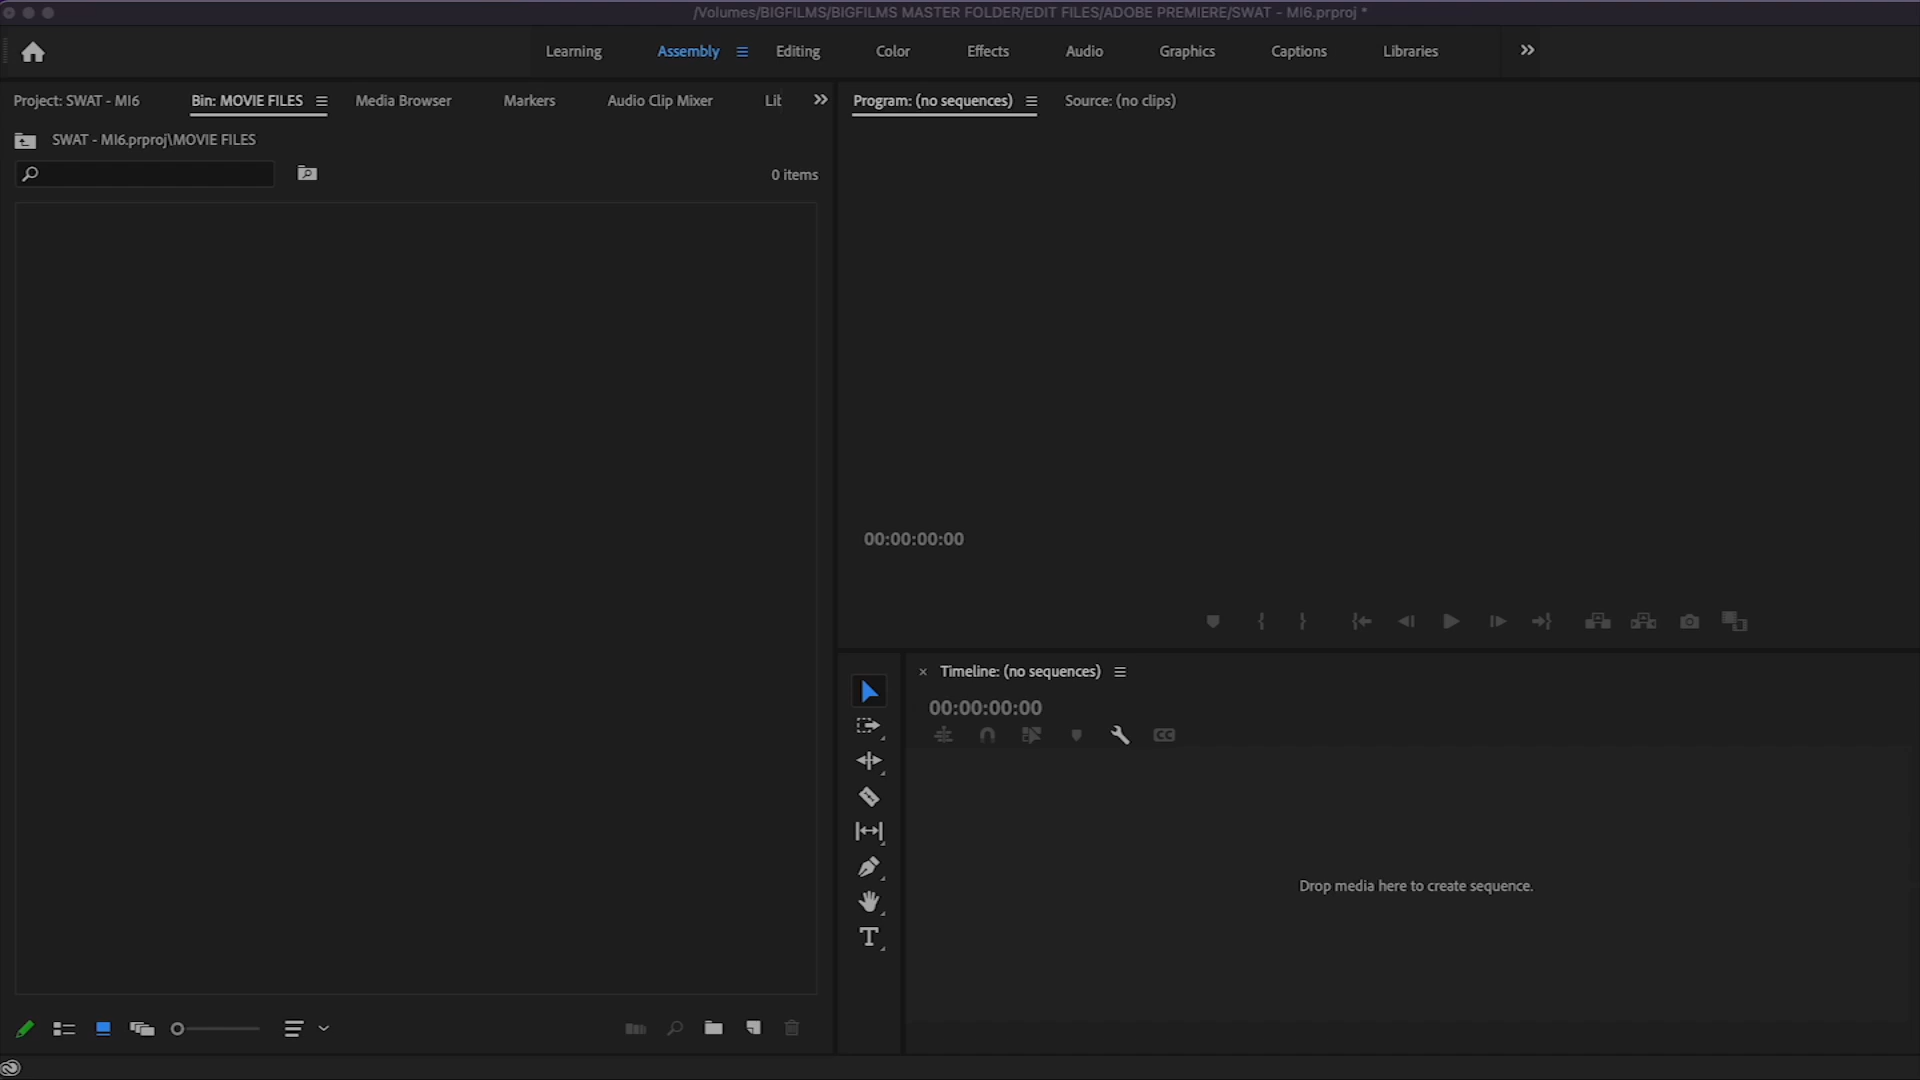 /Volumes/BIGFILMS/BIGFILMS MASTER FOLDER/EDIT FILES/ADOBE PREMIERE/SWAT - MI6.prproj *
Learning Assembly Editing Color Effects Audio Graphics Captions Libraries
Project: SWAT - MI6 Bin: MOVIE FILES Media Browser Markers Audio Clip Mixer Lit
Program: (no sequences) Source: (no clips)
SWAT - MI6.prproj\MOVIE FILES
0 items
00:00:00:00
Timeline: (no sequences)
00:00:00:00
CC
Drop media here to create sequence.